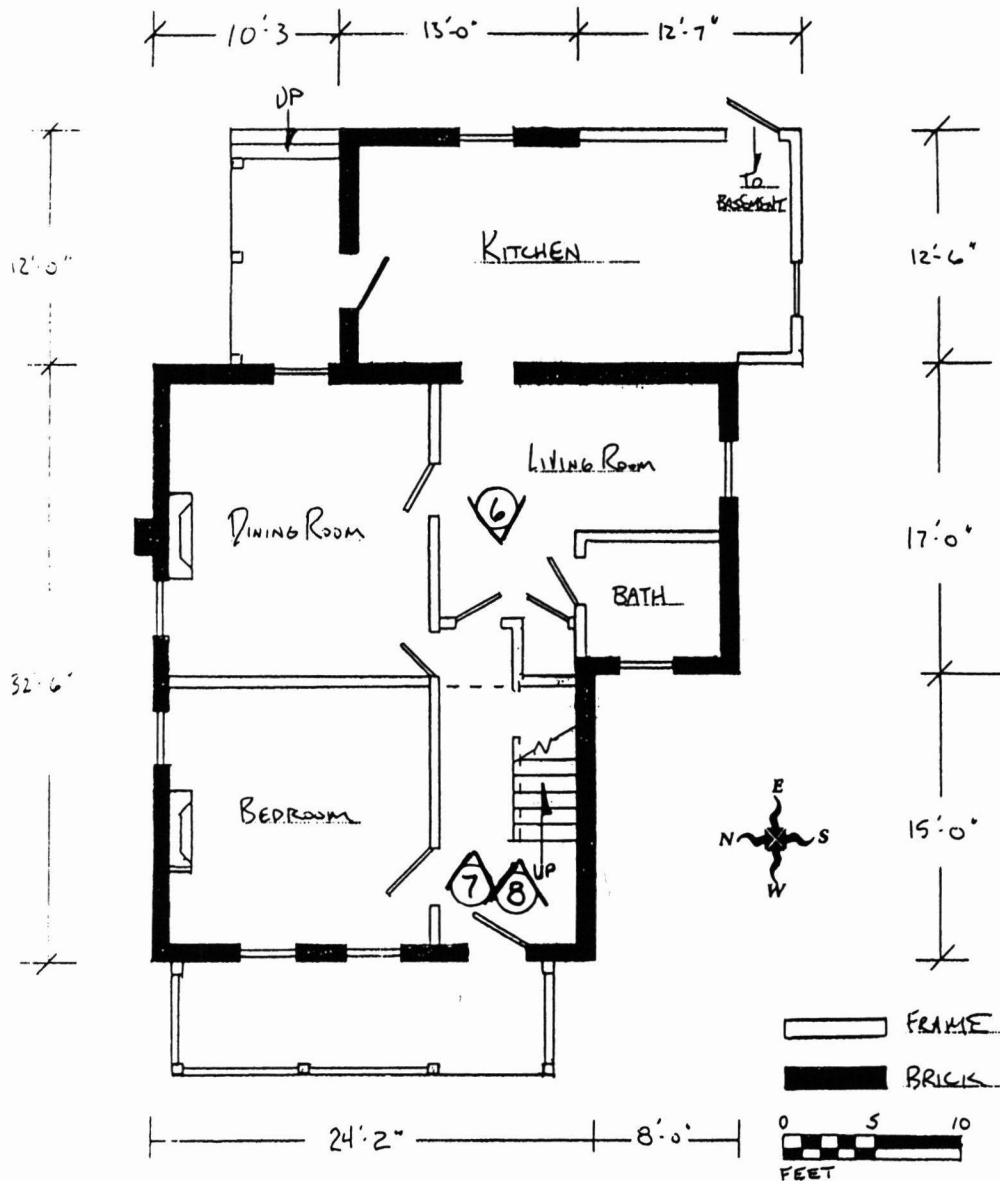 10'-3
13'-0"
12'-7"
UP
TO
BASEMENT
12'-0"
KITCHEN
12'-6"
LIVING ROOM
6
DINING ROOM
17'-0"
BATH
32'-6"
BEDROOM
E
N S
W
15'-0"
7 8
UP
FRAME
BRICK
24'-2"
8'-0"
0 5 10
FEET